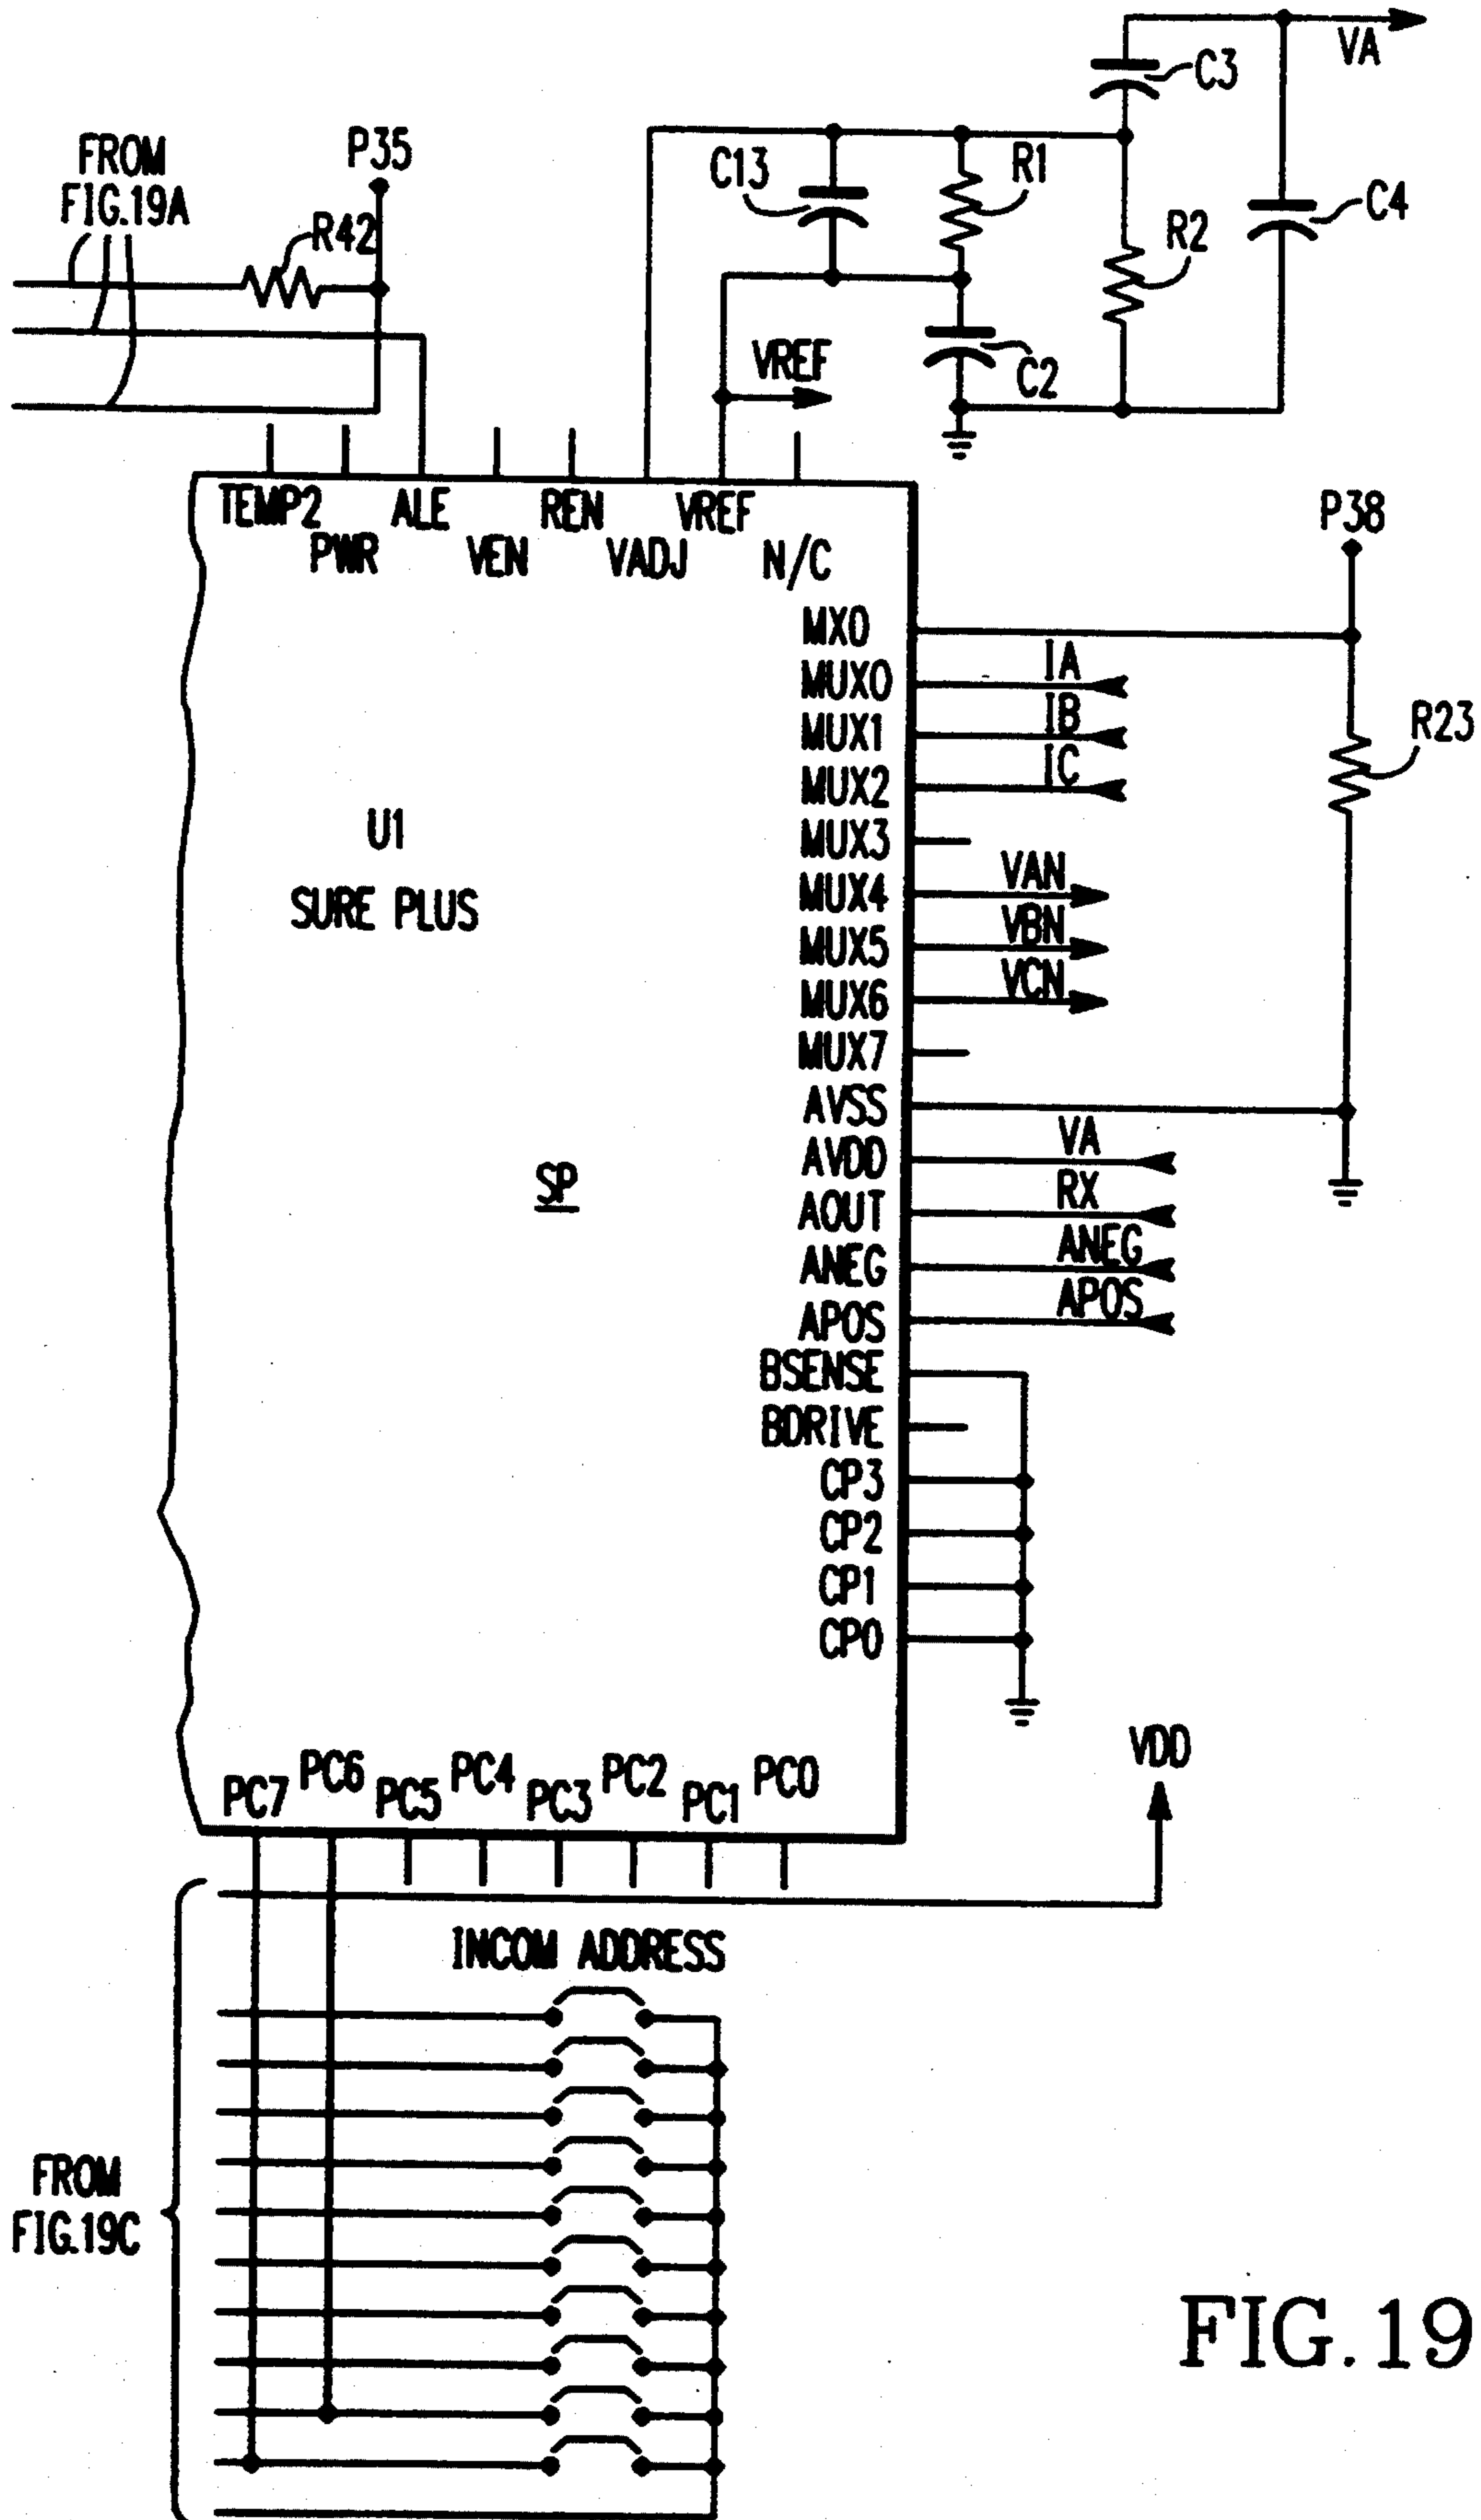 VA
C3
FROM
FIG.19A
P35
C13
R1
R42
R2
C4
VREF
C2
TEMP2
ALE
REN
VREF
PWR
VEN
VADJ
N/C
P38
MX0
MUX0
IA
MUX1
IB
MUX2
IC
R23
MUX3
U1
SURE PLUS
MUX4
VAN
MUX5
VBN
MUX6
VCN
MUX7
AVSS
AVDD
VA
SP
AOUT
RX
ANEG
ANEG
APOS
APOS
BSENSE
BDRIVE
CP3
CP2
CP1
CP0
VDD
PC7
PC6
PC5
PC4
PC3
PC2
PC1
PC0
INCOM ADDRESS
FROM
FIG.19C
FIG.19